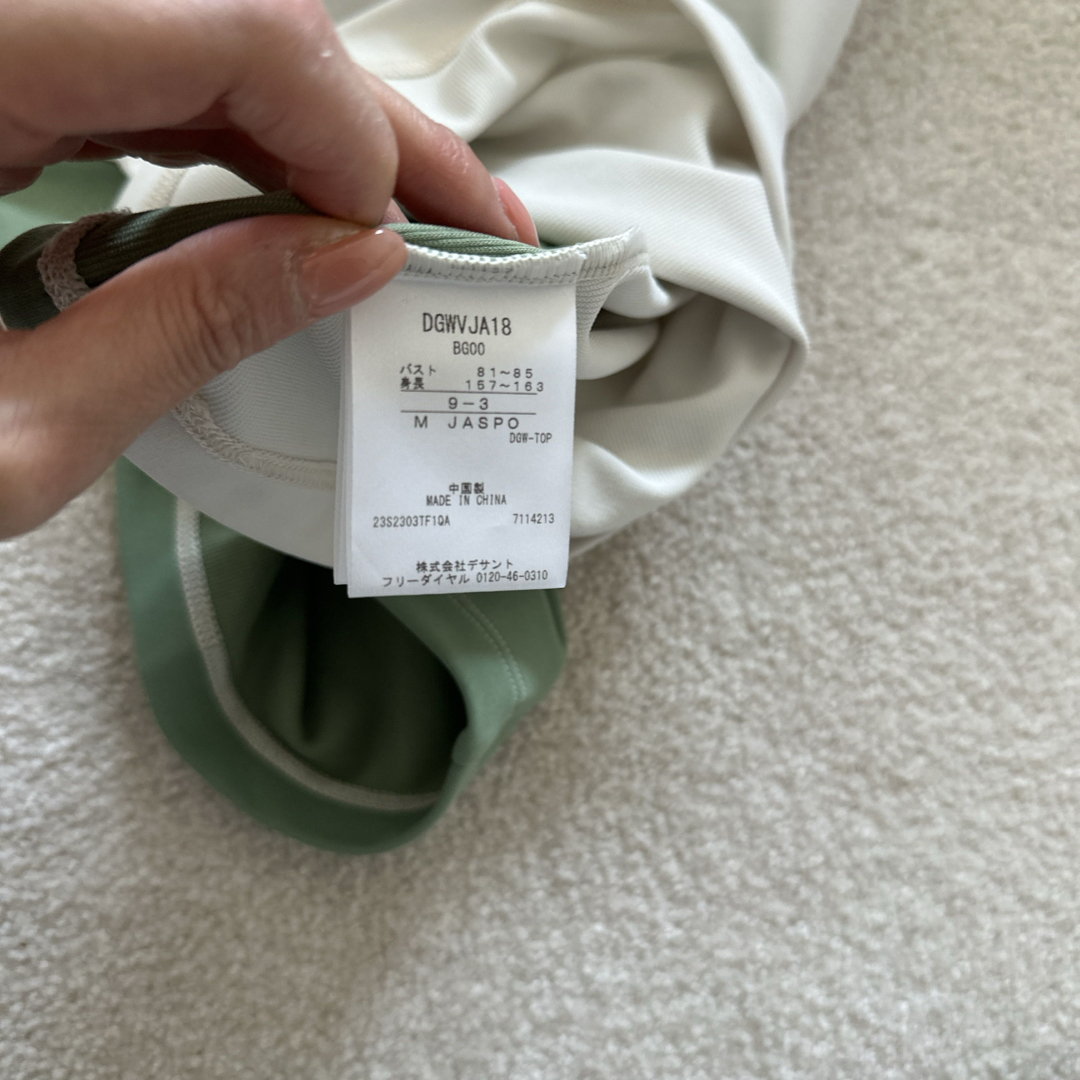 DGWVJA18
BG00
バスト 81~85
身長 157~163
9-3
M JASPO
DGW-TOP
中国製
MADE IN CHINA
23S2303TF1QA 7114213
株式会社デサント
フリーダイヤル 0120-46-0310